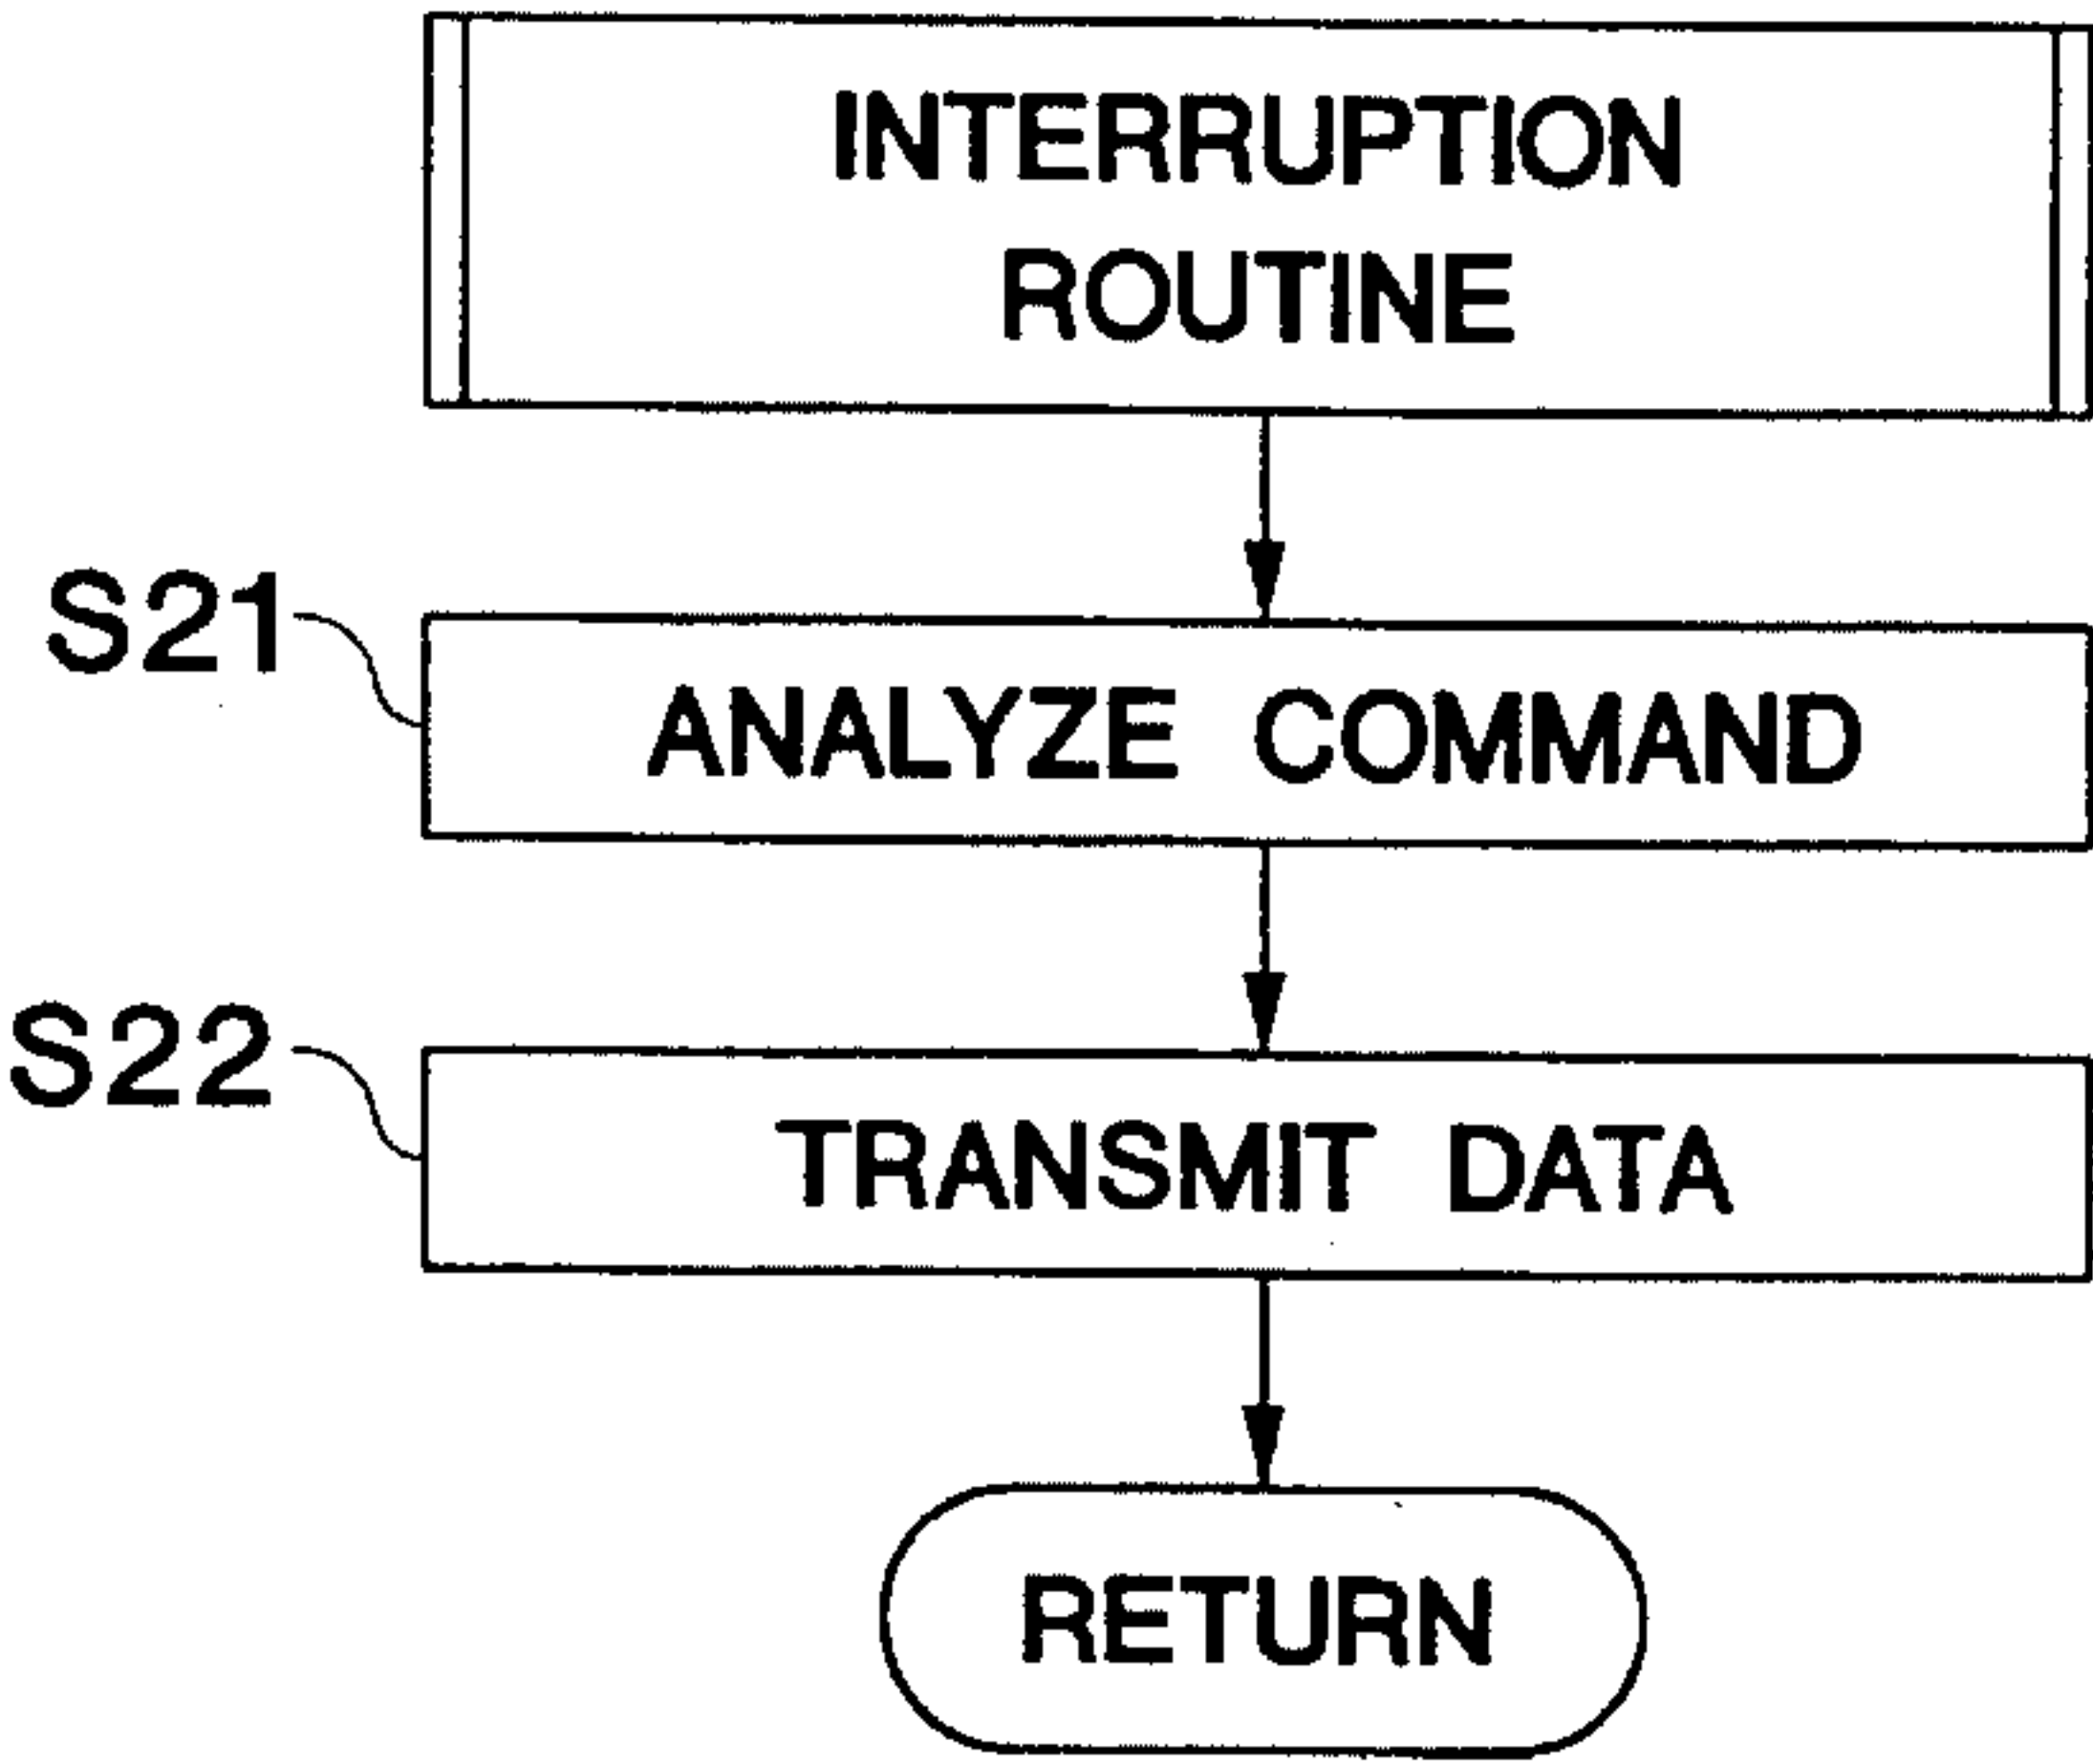 INTERRUPTION
ROUTINE
S21
ANALYZE COMMAND
S22
TRANSMIT DATA
RETURN